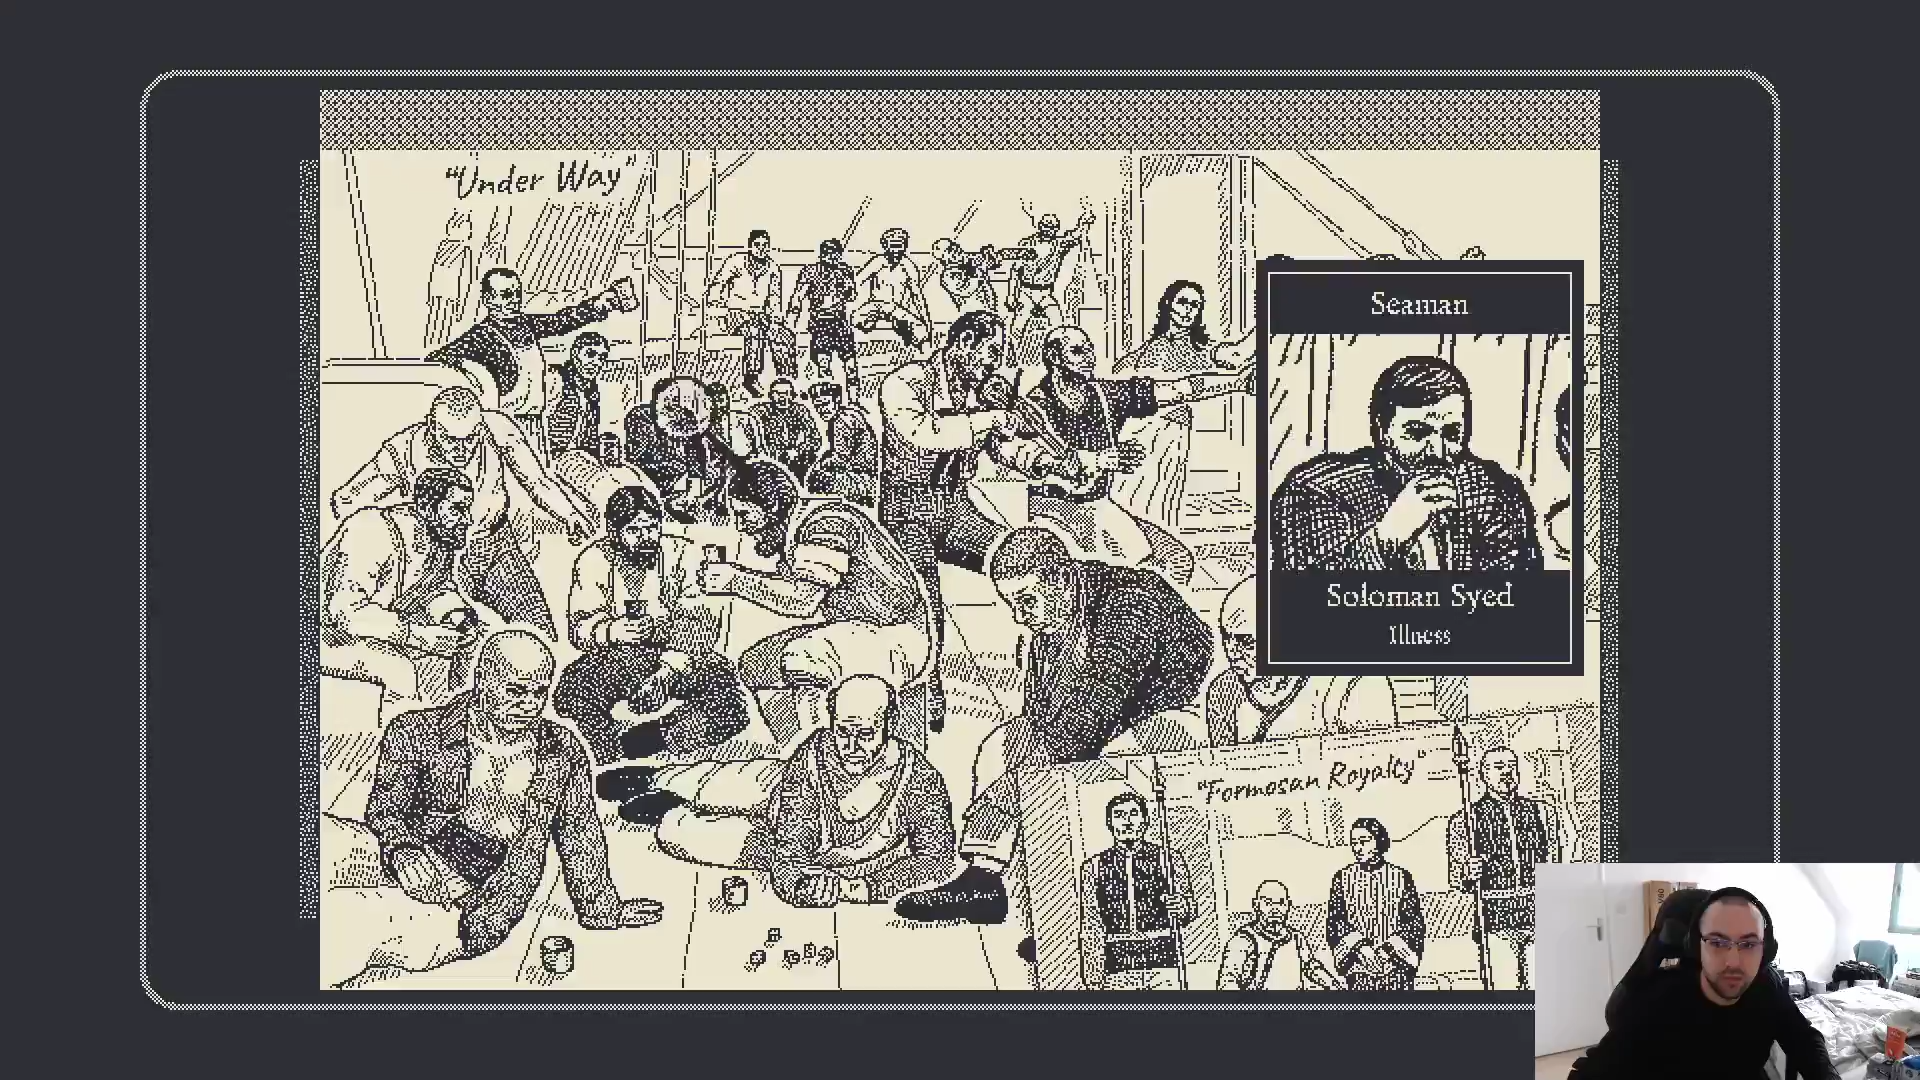 "Under Way"
Seaman
Soloman Syed
Illness
"Formosan Royalty"